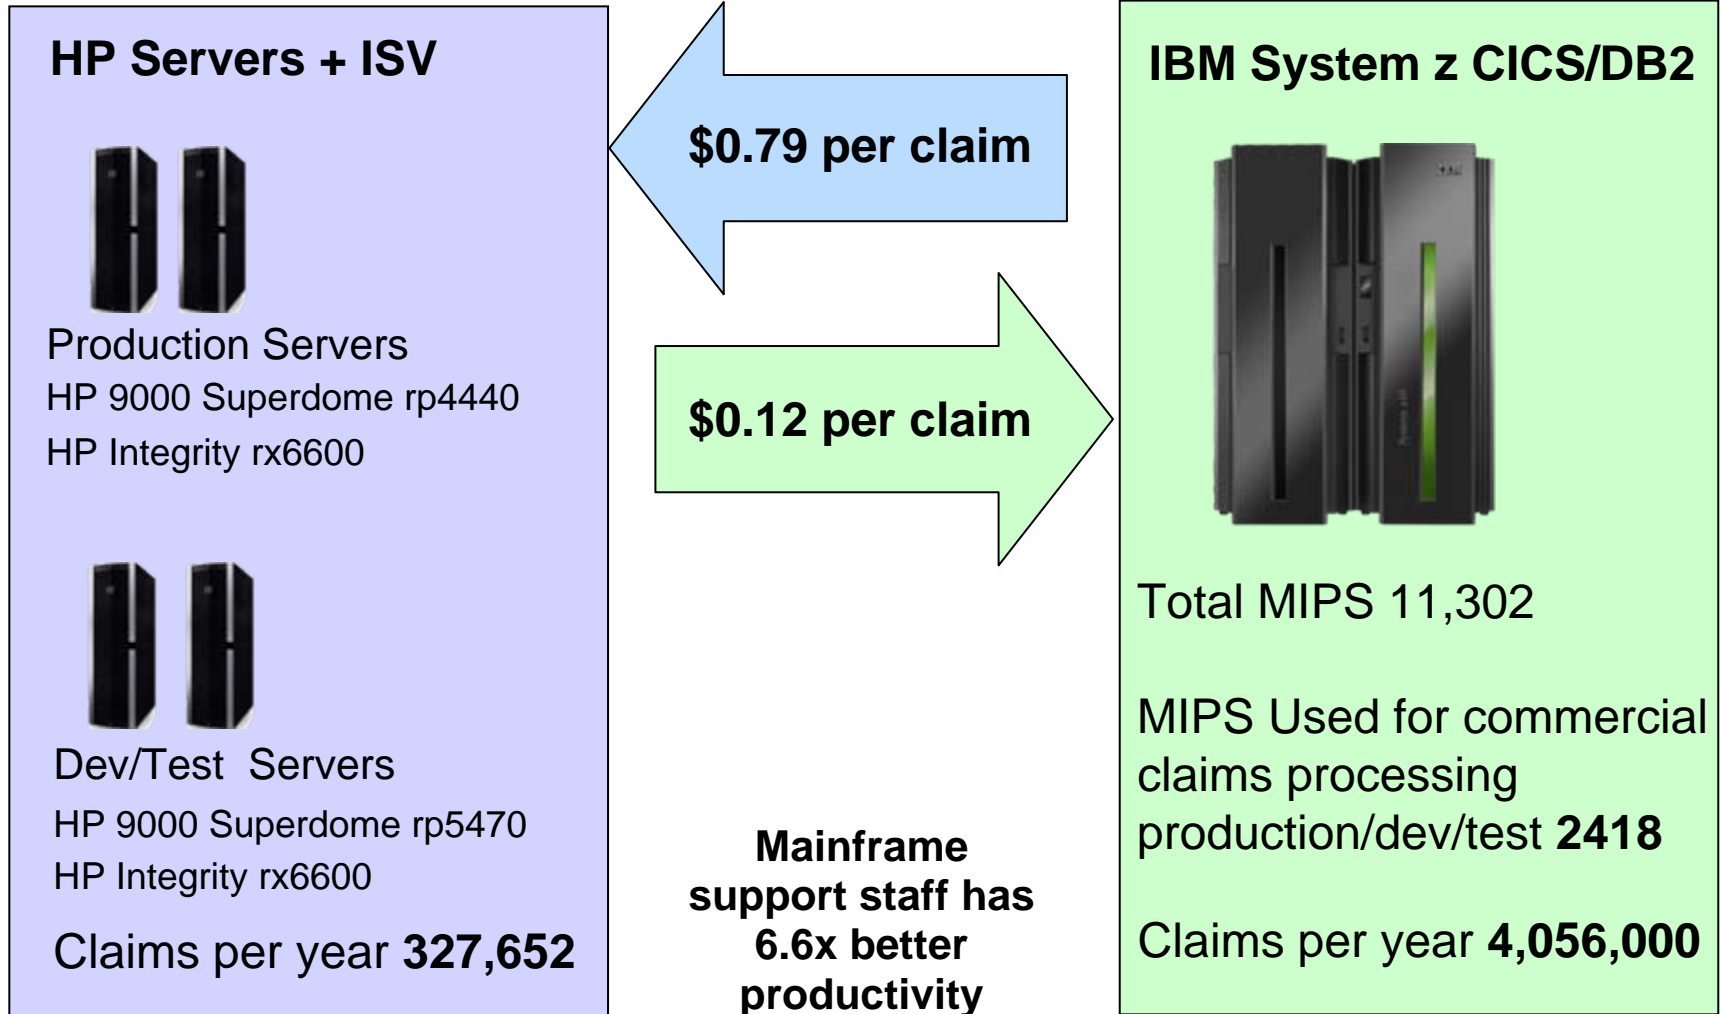 HP Servers + ISV
Production Servers
HP 9000 Superdome rp4440
HP Integrity rx6600
Dev/Test Servers
HP 9000 Superdome rp5470
HP Integrity rx6600
Claims per year 327,652
$0.79 per claim
$0.12 per claim
Mainframe
support staff has
6.6x better
productivity
IBM System z CICS/DB2
Total MIPS 11,302
MIPS Used for commercial
claims processing
production/dev/test 2418
Claims per year 4,056,000